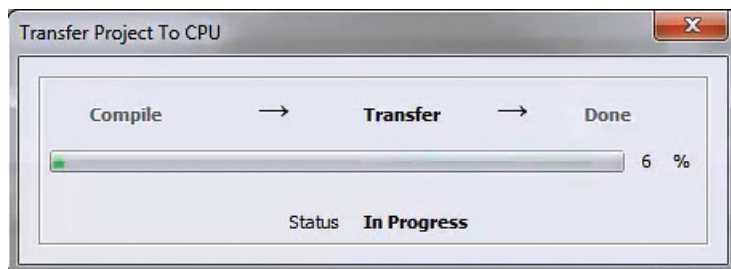 Transfer Project To CPU
Compile → Transfer → Done
6 %
Status In Progress